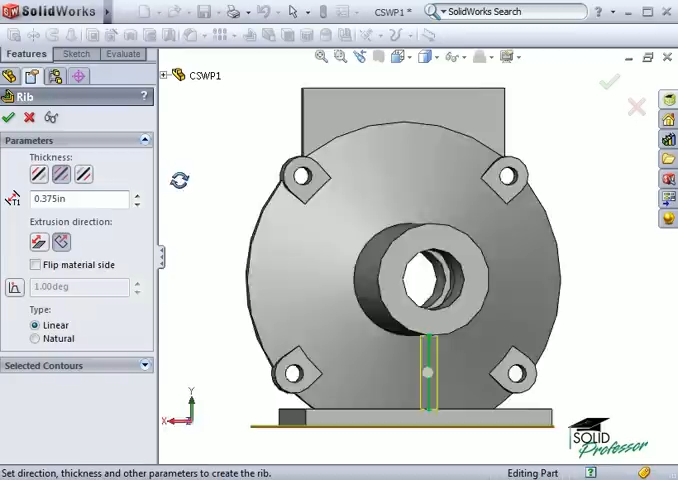 SolidWorks
CSWP1 *
SolidWorks Search
?
Features
Sketch
Evaluate
CSWP1
Rib
?
Parameters
Thickness:
T1
0.375in
Extrusion direction:
Flip material side
1.00deg
Type:
Linear
Natural
Selected Contours
Y
X
Z
SOLID
Professor
Set direction, thickness and other parameters to create the rib.
Editing Part
?